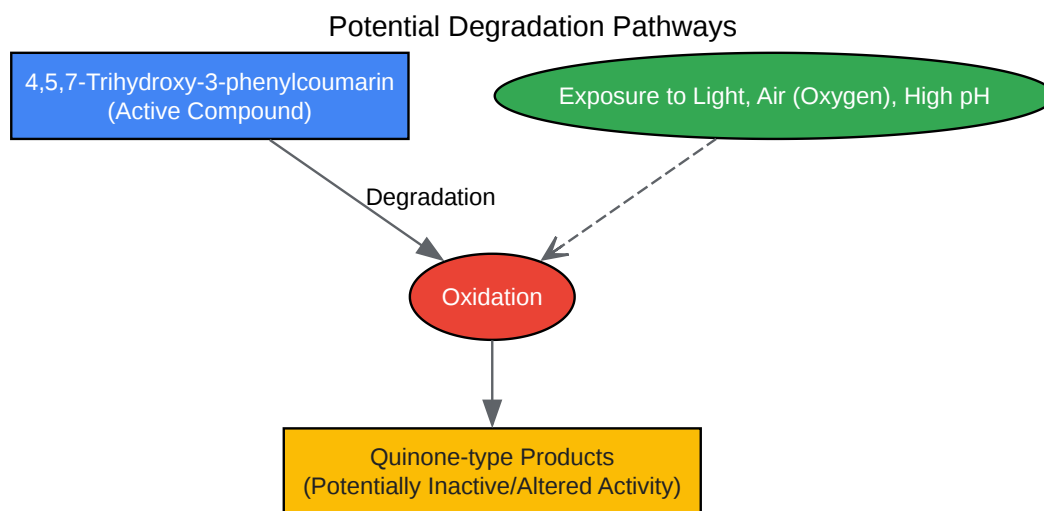 Potential Degradation Pathways
4,5,7-Trihydroxy-3-phenylcoumarin
(Active Compound)
Exposure to Light, Air (Oxygen), High pH
Degradation
Oxidation
Quinone-type Products
(Potentially Inactive/Altered Activity)